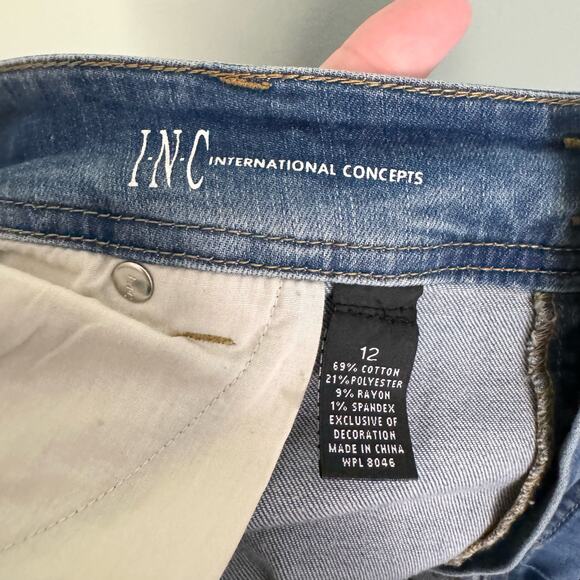 I·N·C INTERNATIONAL CONCEPTS
12
69% COTTON
21% POLYESTER
9% RAYON
1% SPANDEX
EXCLUSIVE OF
DECORATION
MADE IN CHINA
WPL 8046